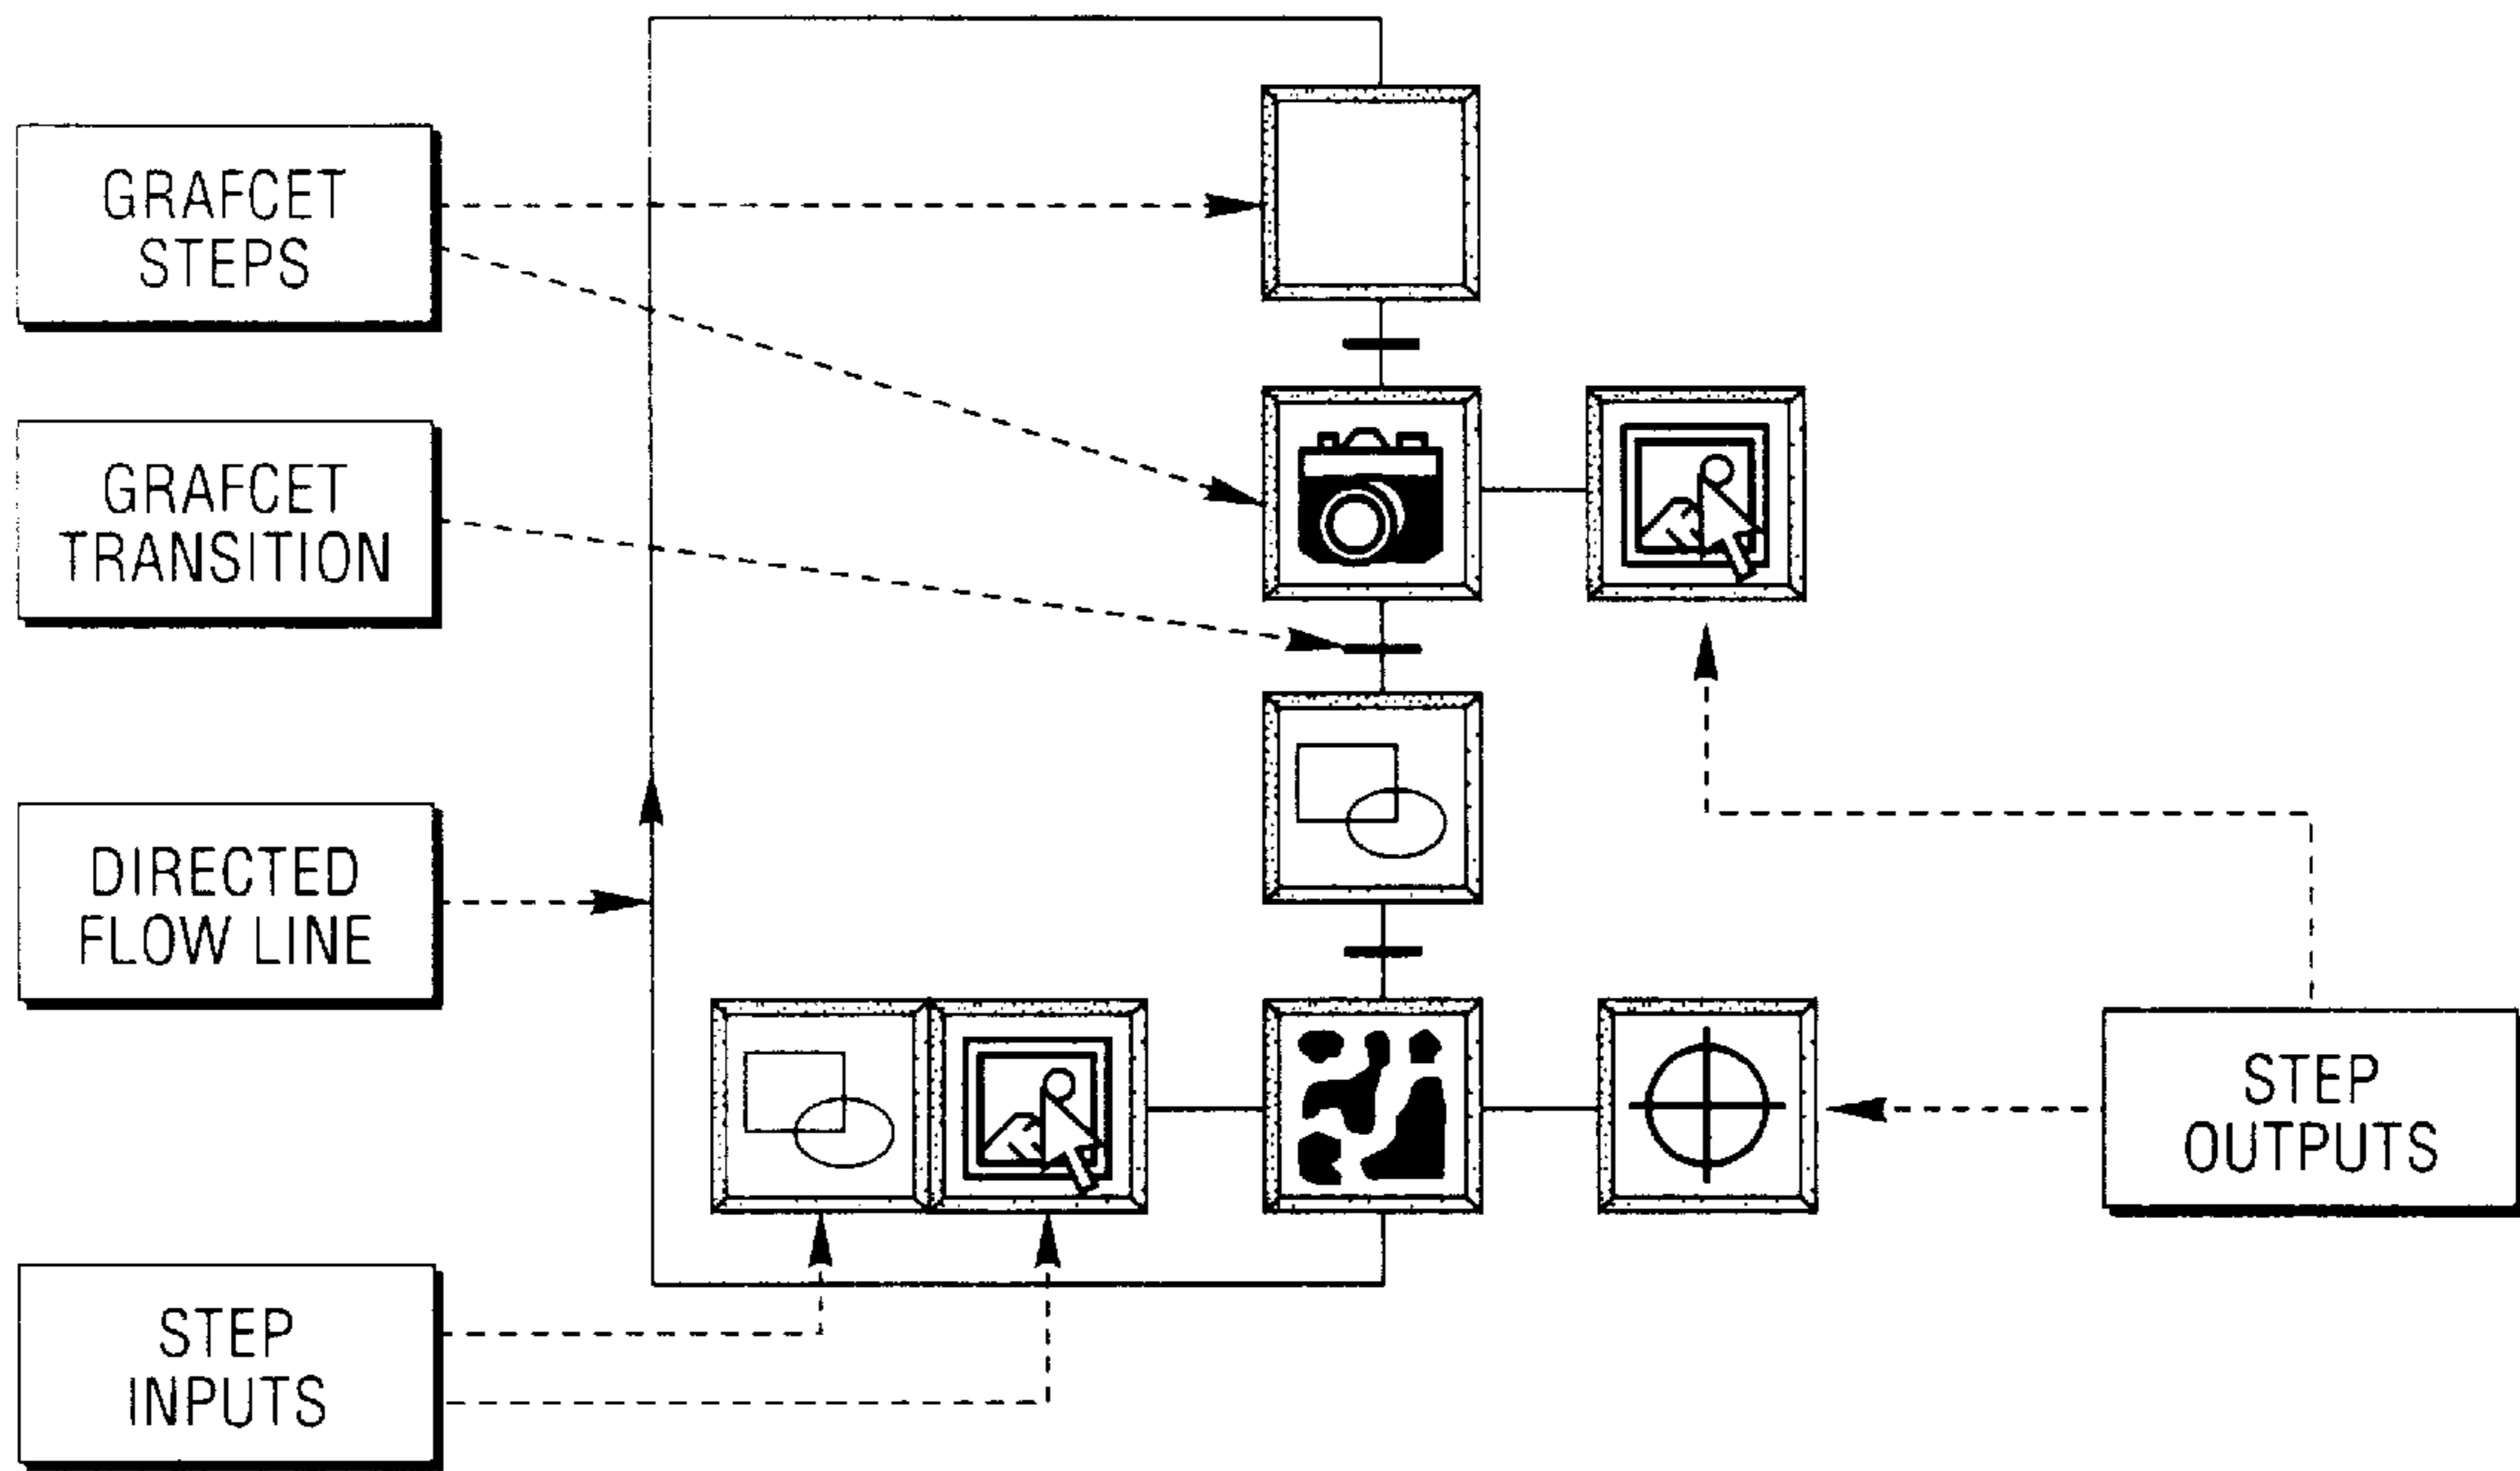 GRAFCET
STEPS
GRAFCET
TRANSITION
DIRECTED
FLOW LINE
STEP
INPUTS
STEP
OUTPUTS